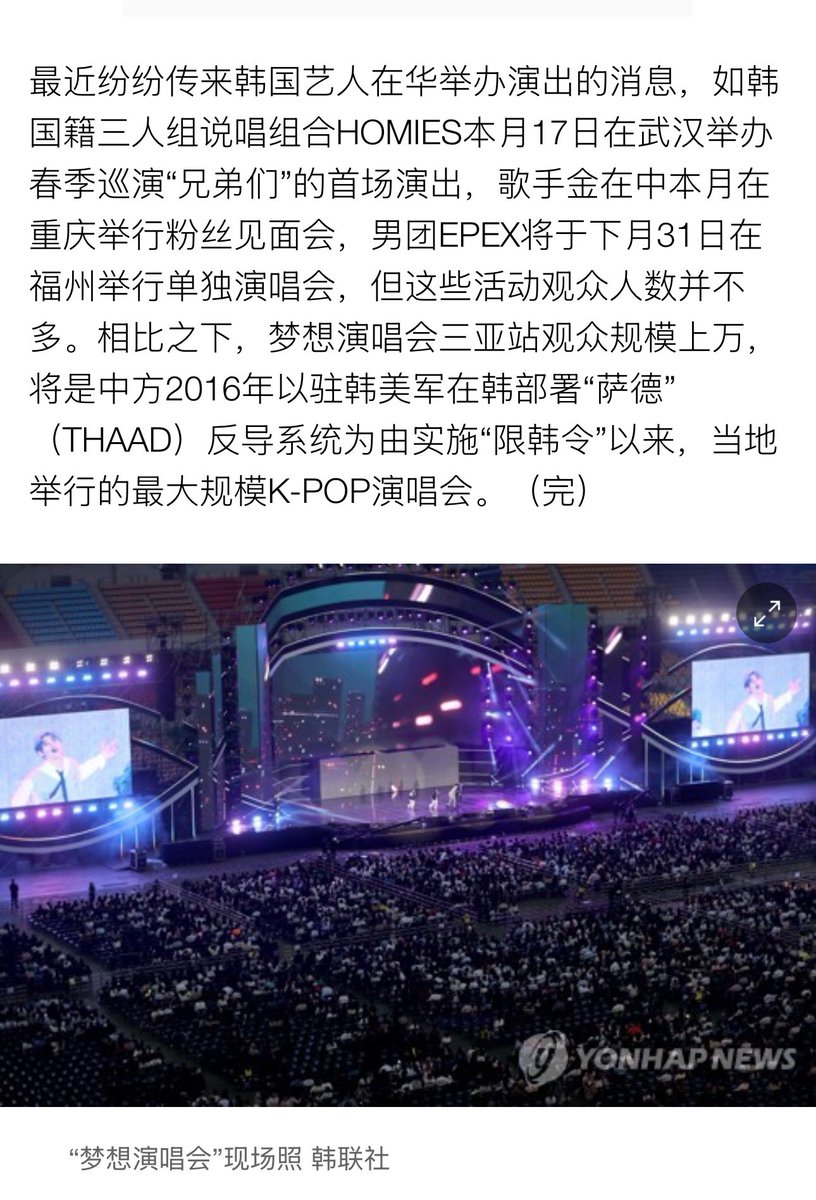 最近纷纷传来韩国艺人在华举办演出的消息，如韩
国籍三人组说唱组合HOMIES本月17日在武汉举办
春季巡演“兄弟们”的首场演出，歌手金在中本月在
重庆举行粉丝见面会，男团EPEX将于下月31日在
福州举行单独演唱会，但这些活动观众人数并不
多。相比之下，梦想演唱会三亚站观众规模上万，
将是中方2016年以驻韩美军在韩部署“萨德”
（THAAD）反导系统为由实施“限韩令”以来，当地
举行的最大规模K-POP演唱会。（完）
YONHAP NEWS
“梦想演唱会”现场照 韩联社